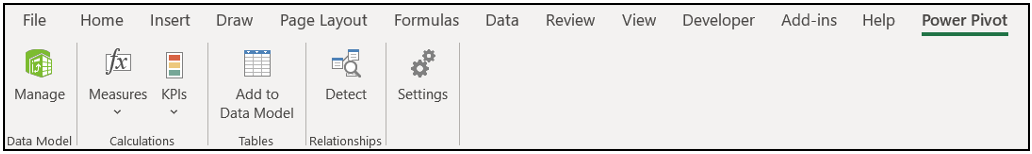 File Home Insert Draw Page Layout Formulas Data Review View Developer Add-ins Help Power Pivot
fx
Manage Measures KPIs Add to Data Model Detect Settings
Data Model Calculations Tables Relationships